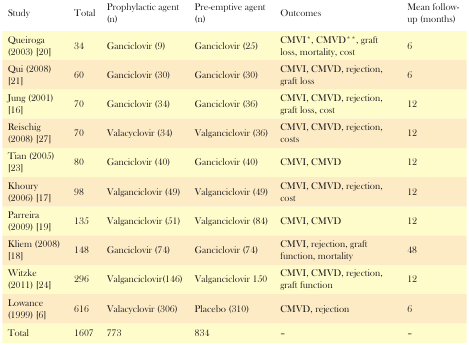 Study Total Prophylactic agent (n) Pre-emptive agent (n) Outcomes Mean follow-up (months)
Queiroga (2003) [20] 34 Ganciclovir (9) Ganciclovir (25) CMVI*, CMVD**, graft loss, mortality, cost 6
Qui (2008) [21] 60 Ganciclovir (30) Ganciclovir (30) CMVI, CMVD, rejection, graft loss 6
Jung (2001) [16] 70 Ganciclovir (34) Ganciclovir (36) CMVI, CMVD, rejection, graft loss, cost 12
Reischig (2008) [27] 70 Valacyclovir (34) Valganciclovir (36) CMVI, CMVD, rejection, costs 12
Tian (2005) [23] 80 Ganciclovir (40) Ganciclovir (40) CMVI, CMVD 12
Khoury (2006) [17] 98 Valganciclovir (49) Valganciclovir (49) CMVI, CMVD, rejection, cost 12
Parreira (2009) [19] 135 Valganciclovir (51) Valganciclovir (84) CMVI, CMVD 12
Kliem (2008) [18] 148 Ganciclovir (74) Ganciclovir (74) CMVI, rejection, graft function, mortality 48
Witzke (2011) [24] 296 Valganciclovir(146) Valganciclovir 150 CMVI, CMVD, rejection, graft function 12
Lowance (1999) [6] 616 Valacyclovir (306) Placebo (310) CMVD, rejection 6
Total 1607 773 834 – –